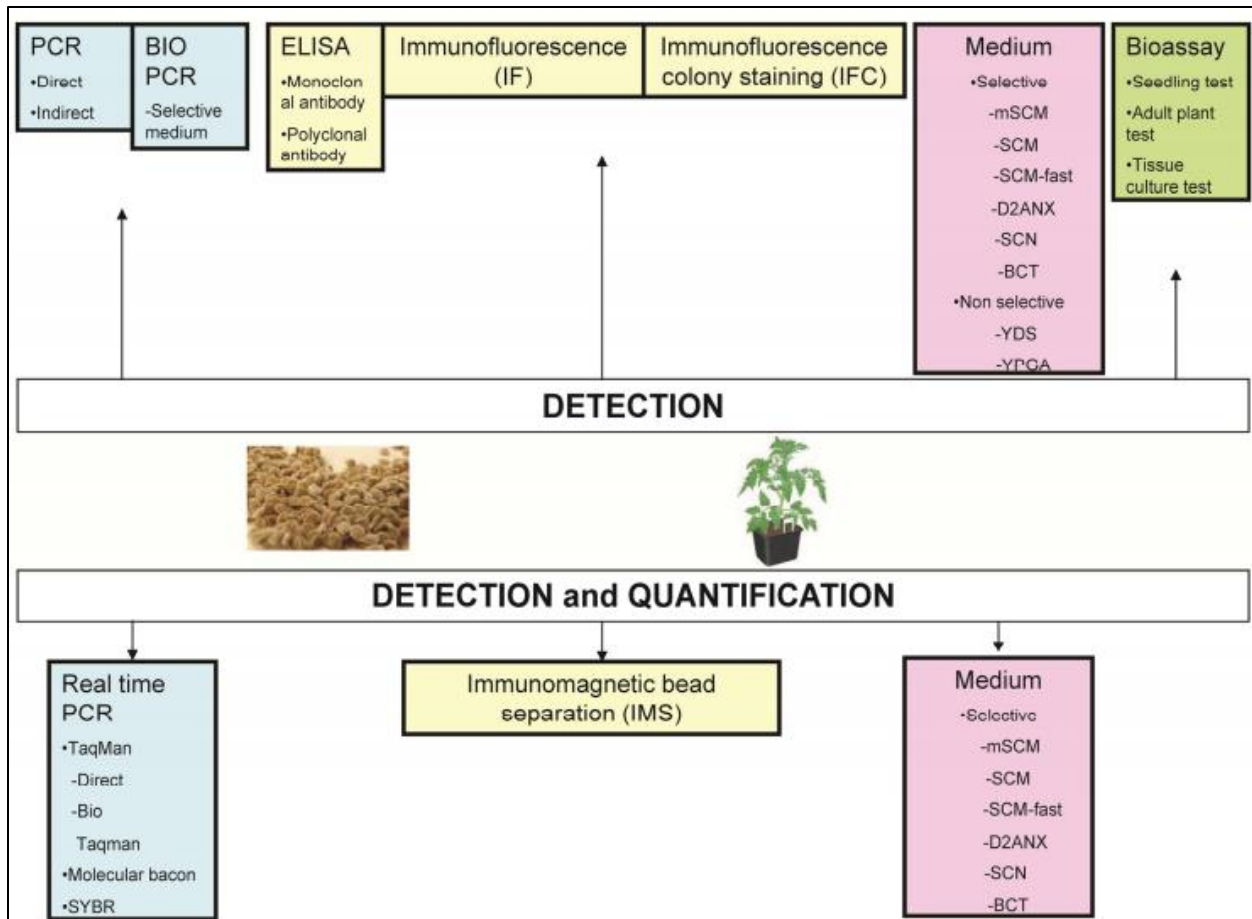 PCR
•Direct
•Indirect
BIO
PCR
-Selective
medium
ELISA
•Monoclon
al antibody
•Polyclonal
antibody
Immunofluorescence
(IF)
Immunofluorescence
colony staining (IFC)
Medium
•Selective
-mSCM
-SCM
-SCM-fast
-D2ANX
-SCN
-BCT
•Non selective
-YDS
-YPGA
Bioassay
•Seedling test
•Adult plant
test
•Tissue
culture test
DETECTION
DETECTION and QUANTIFICATION
Real time
PCR
•TaqMan
-Direct
-Bio
Taqman
•Molecular bacon
•SYBR
Immunomagnetic bead
separation (IMS)
Medium
•Selective
-mSCM
-SCM
-SCM-fast
-D2ANX
-SCN
-BCT